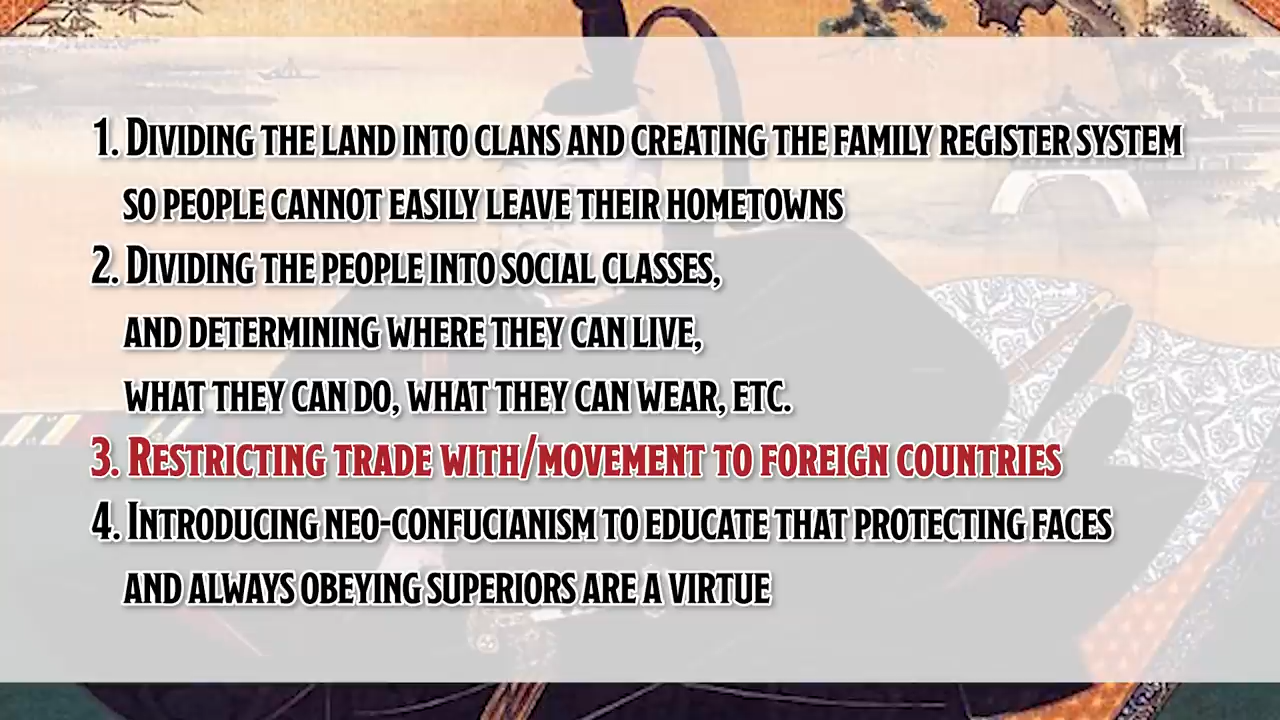 1. Dividing the land into clans and creating the family register system
so people cannot easily leave their hometowns
2. Dividing the people into social classes,
and determining where they can live,
what they can do, what they can wear, etc.
3. Restricting trade with/movement to foreign countries
4. Introducing neo-confucianism to educate that protecting faces
and always obeying superiors are a virtue